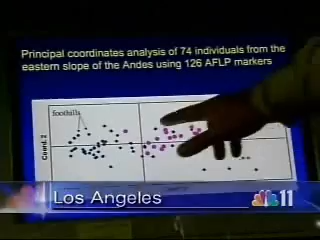 Principal coordinates analysis of 74 individuals from the
eastern slope of the Andes using 126 AFLP markers
foothills
Coord. 2
Los Angeles
11